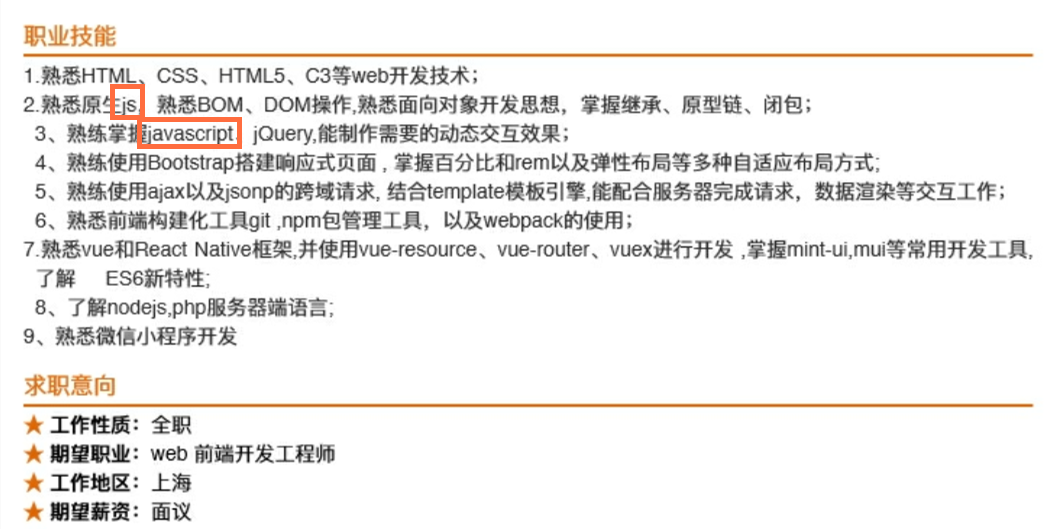 职业技能
1.熟悉HTML、CSS、HTML5、C3等web开发技术；
2.熟悉原生js、熟悉BOM、DOM操作,熟悉面向对象开发思想，掌握继承、原型链、闭包；
3、熟练掌握javascript、jQuery,能制作需要的动态交互效果；
4、熟练使用Bootstrap搭建响应式页面 , 掌握百分比和rem以及弹性布局等多种自适应布局方式;
5、熟练使用ajax以及jsonp的跨域请求, 结合template模板引擎,能配合服务器完成请求，数据渲染等交互工作；
6、熟悉前端构建化工具git ,npm包管理工具，以及webpack的使用；
7.熟悉vue和React Native框架,并使用vue-resource、vue-router、vuex进行开发 ,掌握mint-ui,mui等常用开发工具,
了解 ES6新特性;
8、了解nodejs,php服务器端语言;
9、熟悉微信小程序开发
求职意向
★ 工作性质：全职
★ 期望职业：web 前端开发工程师
★ 工作地区：上海
★ 期望薪资：面议